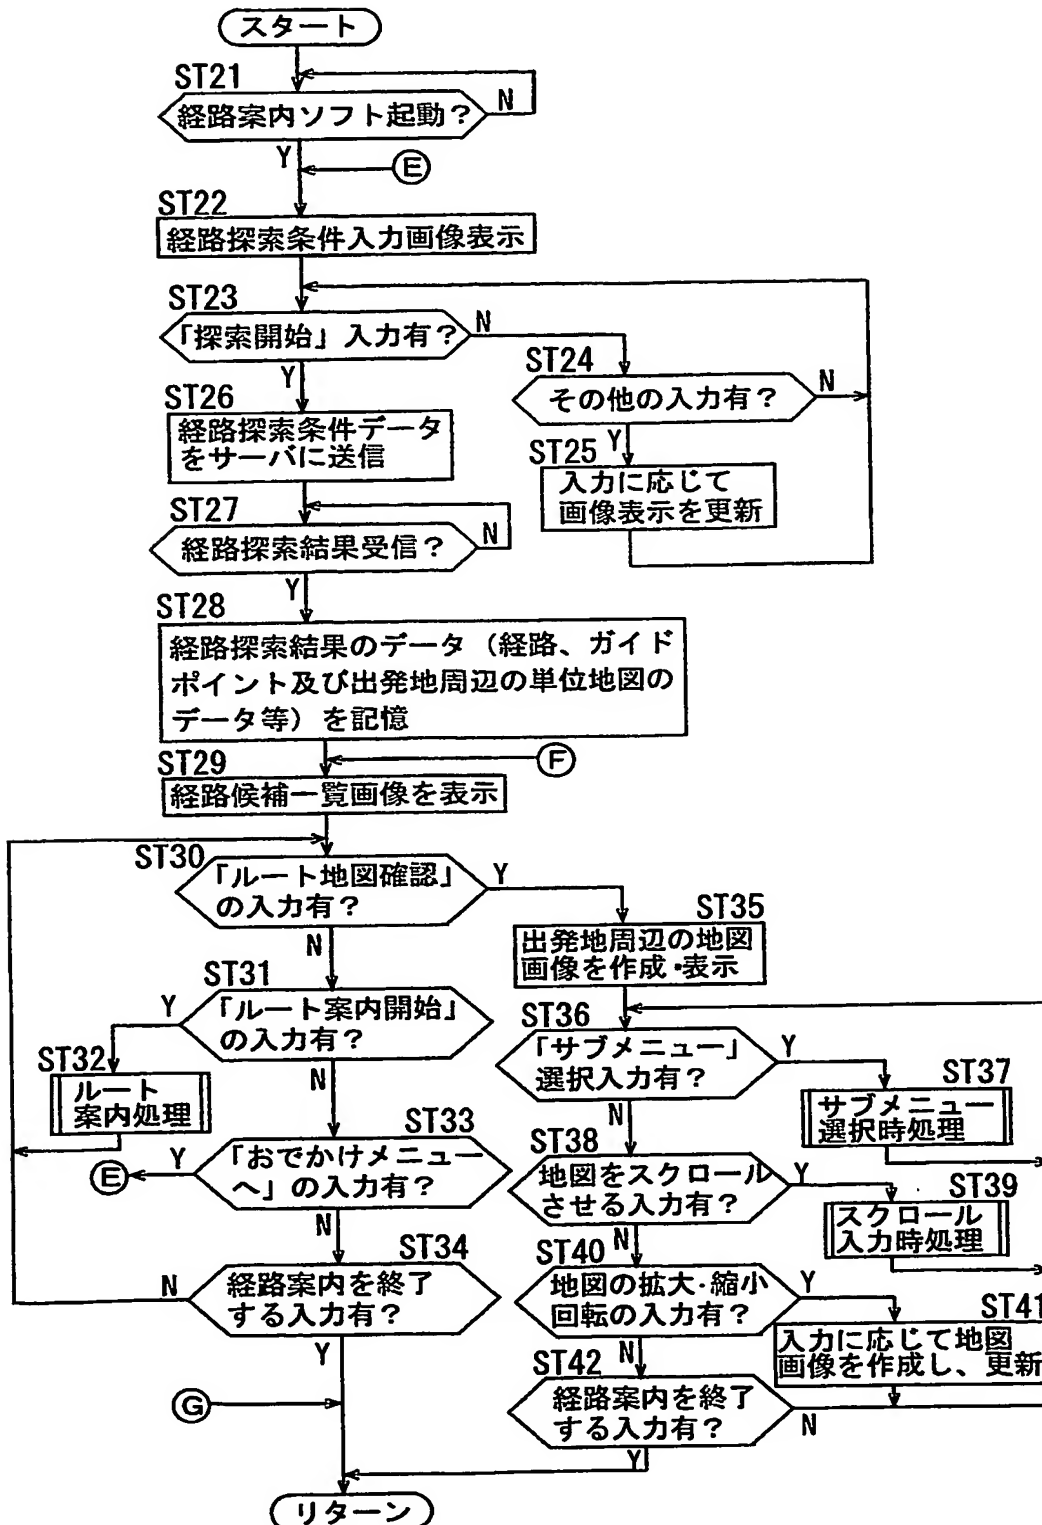 スタート
ST21
経路案内ソフト起動？
N
Y
E
ST22
経路探索条件入力画像表示
ST23
「探索開始」入力有？
N
Y
ST24
その他の入力有？
N
Y
ST25
入力に応じて
画像表示を更新
ST26
経路探索条件データ
をサーバに送信
ST27
経路探索結果受信？
N
Y
ST28
経路探索結果のデータ（経路、ガイド
ポイント及び出発地周辺の単位地図の
データ等）を記憶
F
ST29
経路候補一覧画像を表示
ST30
「ルート地図確認」
の入力有？
Y
N
ST31
「ルート案内開始」
の入力有？
Y
N
ST32
ルート
案内処理
ST33
「おでかけメニュー
へ」の入力有？
Y
E
N
ST34
経路案内を終了
する入力有？
N
Y
G
ST35
出発地周辺の地図
画像を作成・表示
ST36
「サブメニュー」
選択入力有？
Y
N
ST37
サブメニュー
選択時処理
ST38
地図をスクロール
させる入力有？
Y
N
ST39
スクロール
入力時処理
ST40
地図の拡大・縮小
回転の入力有？
Y
N
ST41
入力に応じて地図
画像を作成し、更新
ST42
経路案内を終了
する入力有？
N
Y
リターン